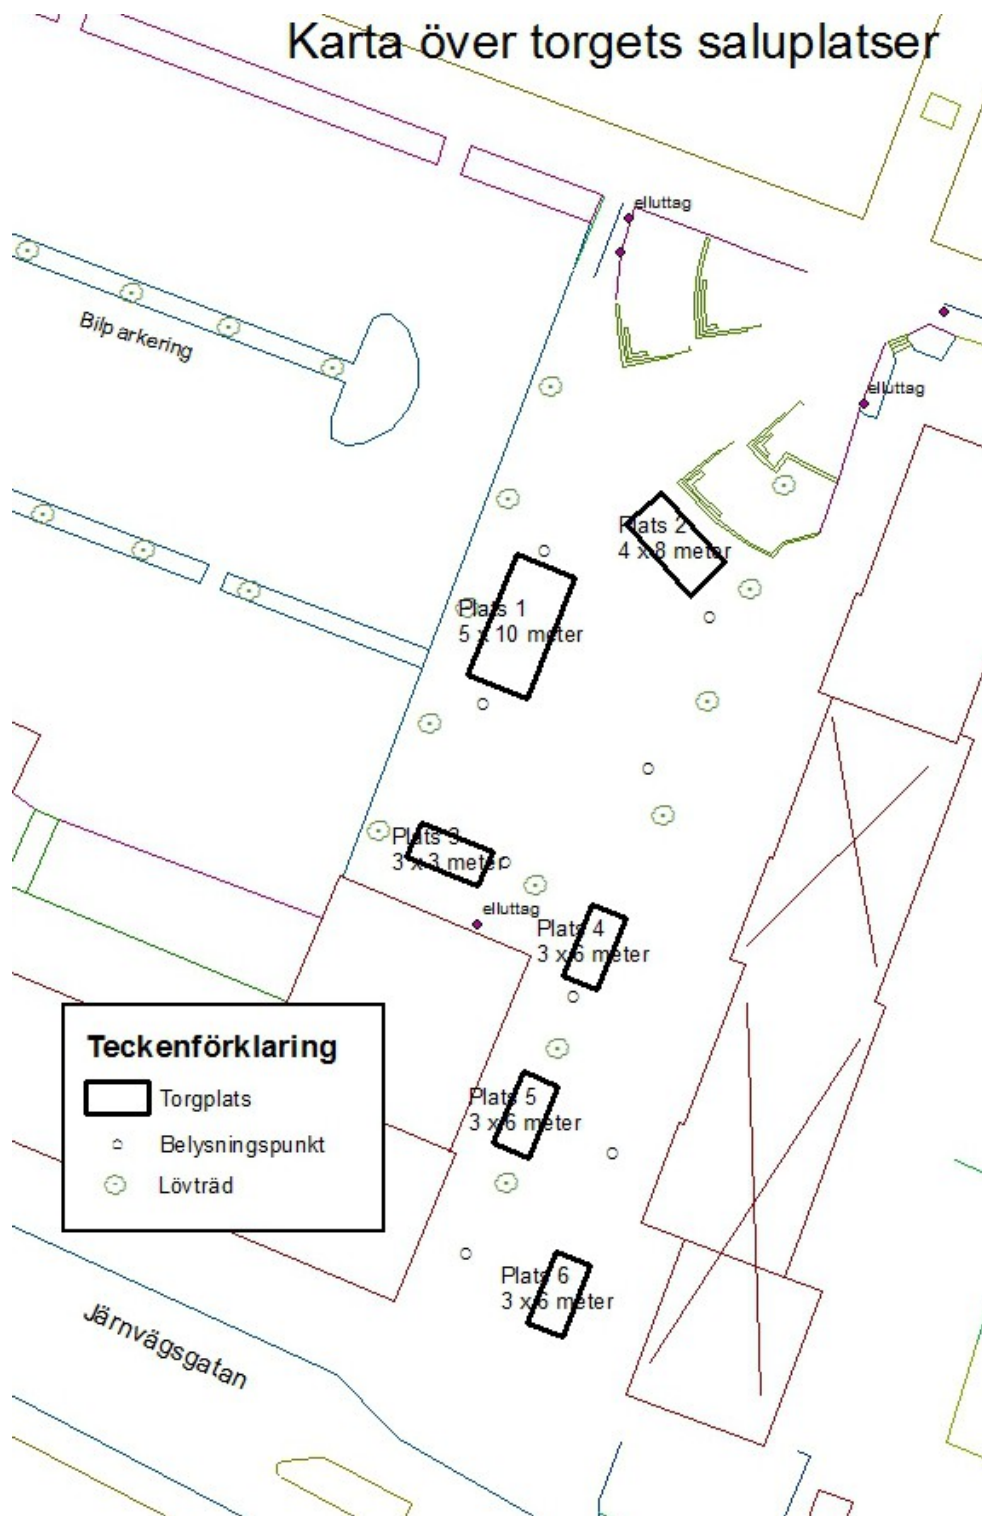 Karta över torgets saluplatser
elluttag
Bilparkering
elluttag
Plats 2
4 x 8 meter
Plats 1
5 x 10 meter
Plats 3
3 x 3 meter
elluttag
Plats 4
3 x 6 meter
Teckenförklaring
Torgplats
Belysningspunkt
Lövträd
Plats 5
3 x 6 meter
Plats 6
3 x 6 meter
Järnvägsgatan